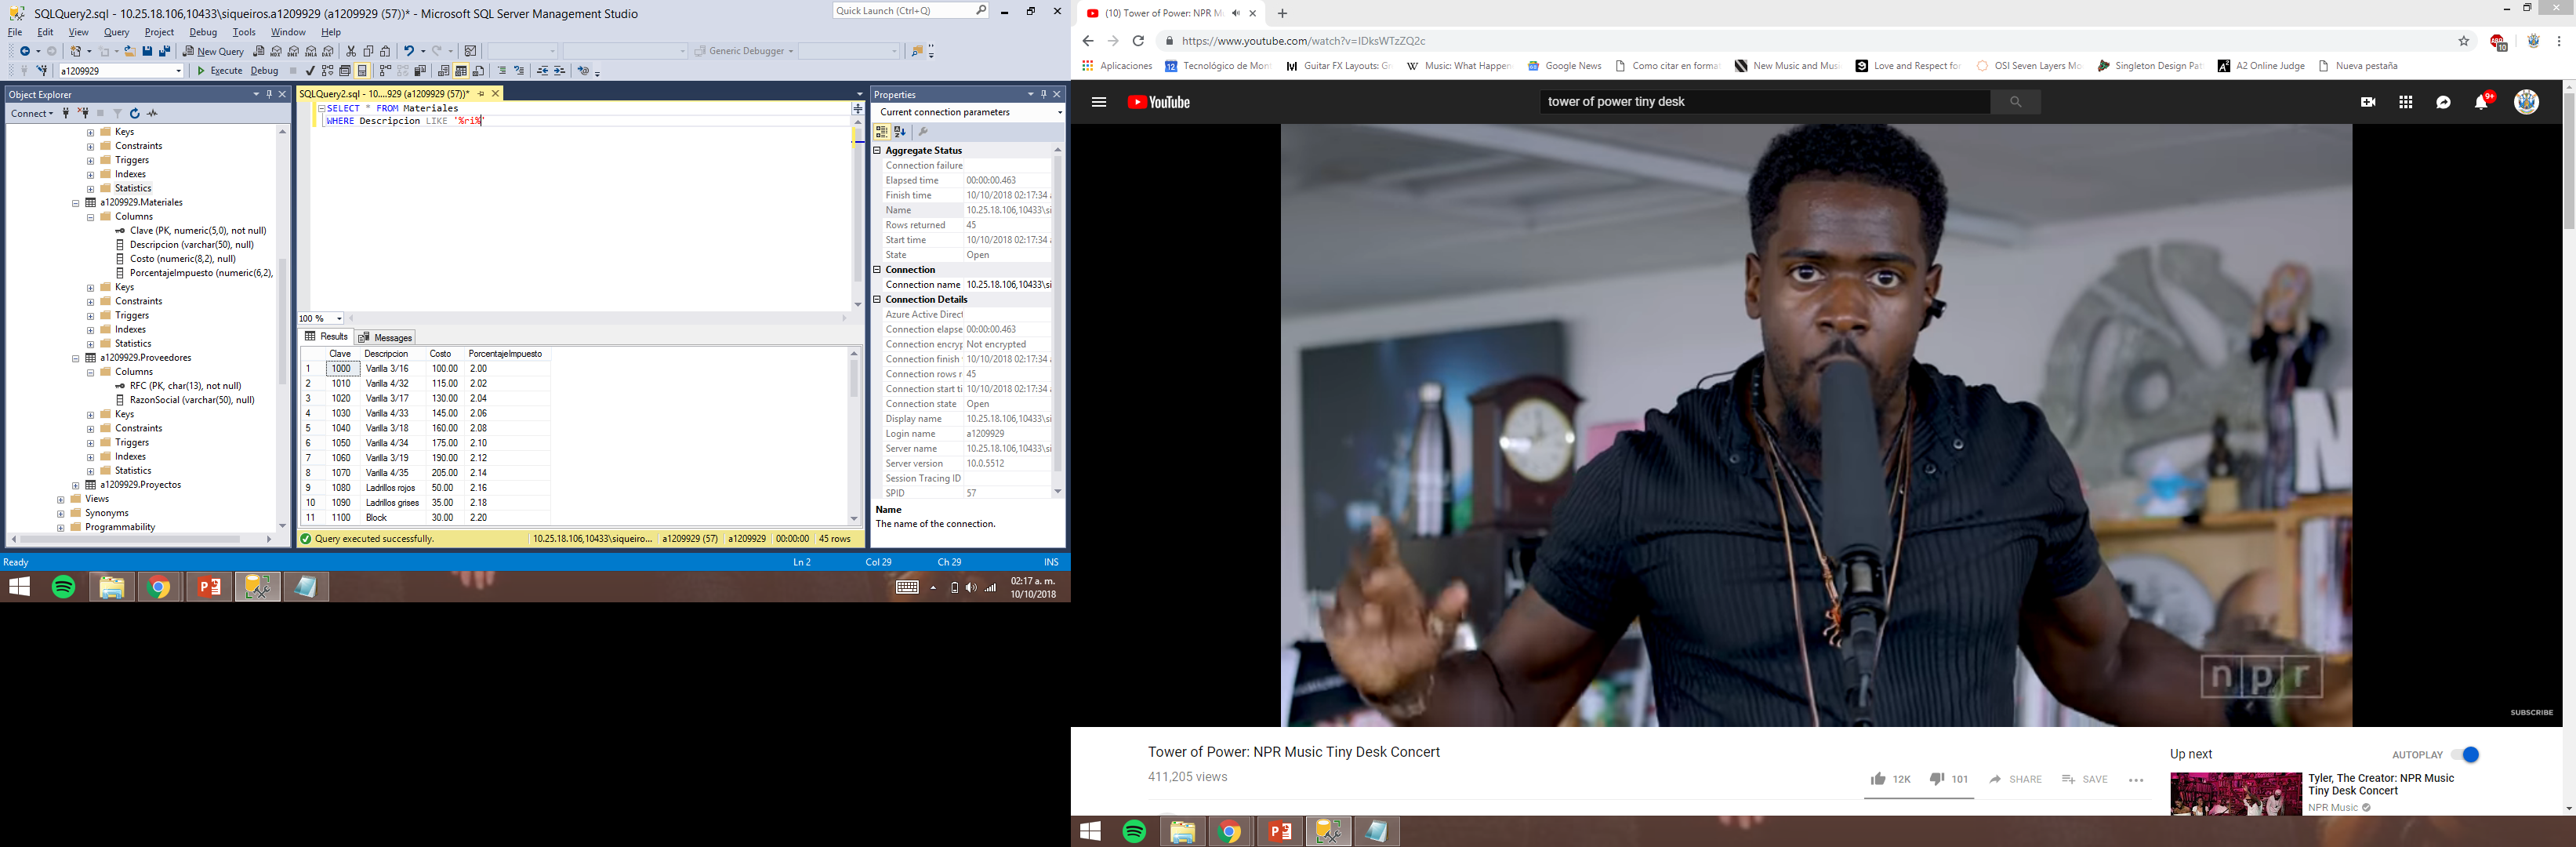 SQLQuery2.sql - 10.25.18.106,10433\siqueiros.a1209929 (a1209929 (57))* - Microsoft SQL Server Management Studio
Quick Launch (Ctrl+Q)
File Edit View Query Project Debug Tools Window Help
New Query
Generic Debugger
a1209929
Execute Debug
Object Explorer
Connect
Keys
Constraints
Triggers
Indexes
Statistics
a1209929.Materiales
Columns
Clave (PK, numeric(5,0), not null)
Descripcion (varchar(50), null)
Costo (numeric(8,2), null)
PorcentajeImpuesto (numeric(6,2),
Keys
Constraints
Triggers
Indexes
Statistics
a1209929.Proveedores
Columns
RFC (PK, char(13), not null)
RazonSocial (varchar(50), null)
Keys
Constraints
Triggers
Indexes
Statistics
a1209929.Proyectos
Views
Synonyms
Programmability
SQLQuery2.sql - 10....929 (a1209929 (57))*
SELECT * FROM Materiales
WHERE Descripcion LIKE '%ri%'
100 %
Results Messages
Clave Descripcion Costo PorcentajeImpuesto
1 1000 Varilla 3/16 100.00 2.00
2 1010 Varilla 4/32 115.00 2.02
3 1020 Varilla 3/17 130.00 2.04
4 1030 Varilla 4/33 145.00 2.06
5 1040 Varilla 3/18 160.00 2.08
6 1050 Varilla 4/34 175.00 2.10
7 1060 Varilla 3/19 190.00 2.12
8 1070 Varilla 4/35 205.00 2.14
9 1080 Ladrillos rojos 50.00 2.16
10 1090 Ladrillos grises 35.00 2.18
11 1100 Block 30.00 2.20
Query executed successfully. 10.25.18.106,10433\siqueiro... a1209929 (57) a1209929 00:00:00 45 rows
Properties
Current connection parameters
Aggregate Status
Connection failure
Elapsed time 00:00:00.463
Finish time 10/10/2018 02:17:34
Name 10.25.18.106,10433\si
Rows returned 45
Start time 10/10/2018 02:17:34
State Open
Connection
Connection name 10.25.18.106,10433\si
Connection Details
Azure Active Direct
Connection elapse 00:00:00.463
Connection encryp Not encrypted
Connection finish 10/10/2018 02:17:34
Connection rows r 45
Connection start ti 10/10/2018 02:17:34
Connection state Open
Display name 10.25.18.106,10433\si
Login name a1209929
Server name 10.25.18.106,10433\si
Server version 10.0.5512
Session Tracing ID
SPID 57
Name
The name of the connection.
Ready Ln 2 Col 29 Ch 29 INS
02:17 a. m.
10/10/2018
(10) Tower of Power: NPR Mu
https://www.youtube.com/watch?v=IDksWTzZQ2c
10
Aplicaciones Tecnológico de Mont Guitar FX Layouts: G Music: What Happen Google News Como citar en forma New Music and Mus Love and Respect for OSI Seven Layers Mo Singleton Design Pat A2 Online Judge Nueva pestaña
YouTube
tower of power tiny desk
9+
npr
SUBSCRIBE
Tower of Power: NPR Music Tiny Desk Concert
411,205 views
12K 101 SHARE SAVE
Up next AUTOPLAY
Tyler, The Creator: NPR Music
Tiny Desk Concert
NPR Music